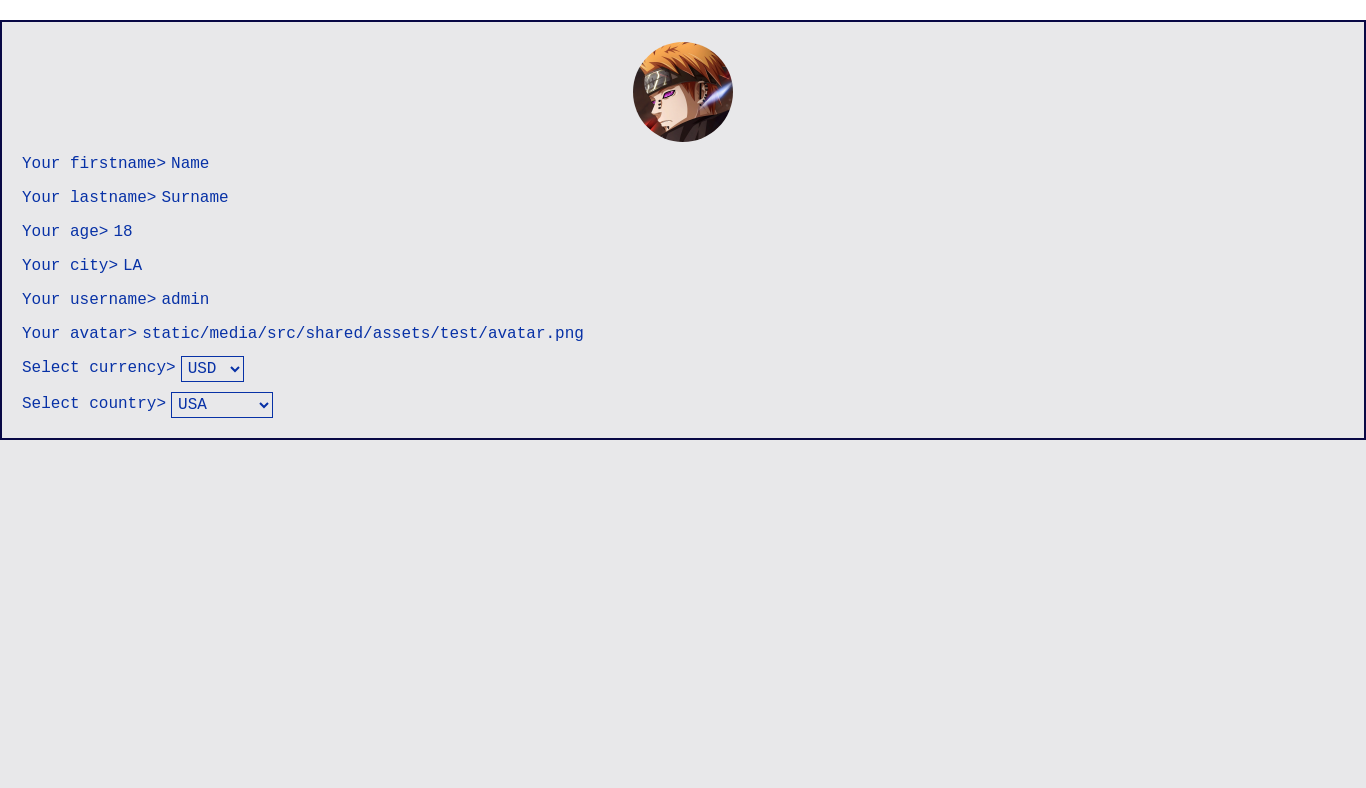 Your firstname> Name
Your lastname> Surname
Your age> 18
Your city> LA
Your username> admin
Your avatar> static/media/src/shared/assets/test/avatar.png
Select currency> USD
Select country> USA